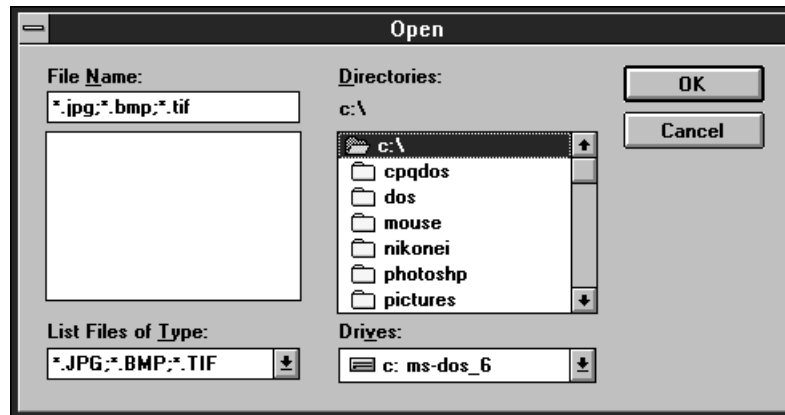 Open
File Name:
*.jpg;*.bmp;*.tif
List Files of Type:
*.JPG;*.BMP;*.TIF
Directories:
c:\
c:\
cpqdos
dos
mouse
nikonei
photoshp
pictures
Drives:
c: ms-dos_6
OK
Cancel